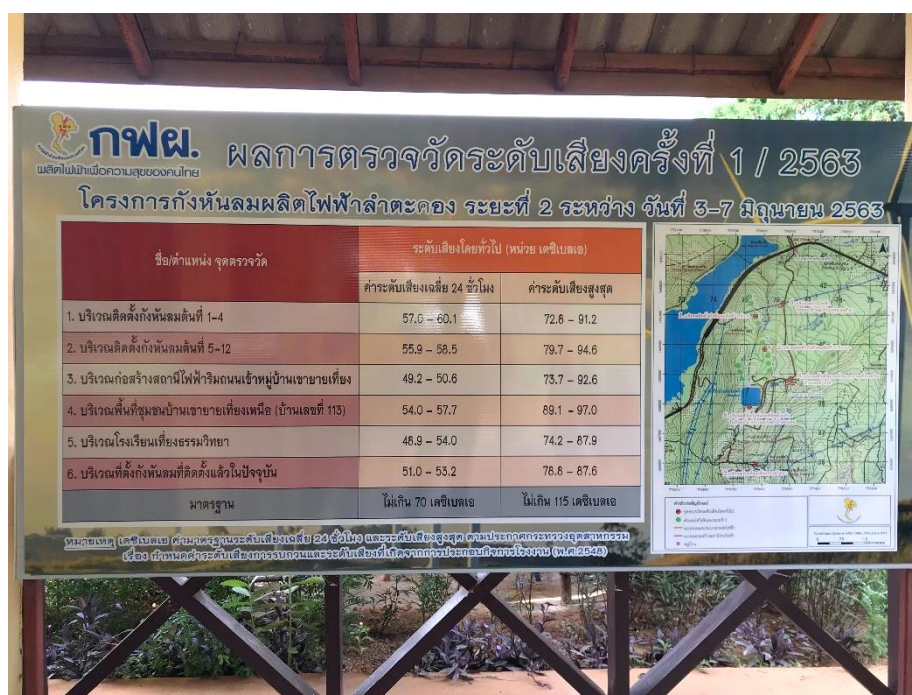 กฟผ.
ผลิตไฟฟ้าเพื่อความสุขของคนไทย
ผลการตรวจวัดระดับเสียงครั้งที่ 1 / 2563
โครงการกังหันลมผลิตไฟฟ้าลำตะคอง ระยะที่ 2 ระหว่าง วันที่ 3-7 มิถุนายน 2563
ชื่อ/ตำแหน่ง จุดตรวจวัด
ระดับเสียงโดยทั่วไป (หน่วย เดซิเบลเอ)
ค่าระดับเสียงเฉลี่ย 24 ชั่วโมง ค่าระดับเสียงสูงสุด
1. บริเวณติดตั้งกังหันลมต้นที่ 1-4 57.0 - 60.1 72.8 - 91.2
2. บริเวณติดตั้งกังหันลมต้นที่ 5-12 55.9 - 58.5 79.7 - 94.6
3. บริเวณก่อสร้างสถานีไฟฟ้าริมถนนเข้าหมู่บ้านเขายายเที่ยง 49.2 - 50.6 73.7 - 92.6
4. บริเวณพื้นที่ชุมชนบ้านเขายายเที่ยงเหนือ (บ้านเลขที่ 113) 54.0 - 57.7 89.1 - 97.0
5. บริเวณโรงเรียนเที่ยงธรรมวิทยา 48.9 - 54.0 74.2 - 87.9
6. บริเวณที่ตั้งกังหันลมที่ติดตั้งแล้วในปัจจุบัน 51.0 - 53.2 78.8 - 87.6
มาตรฐาน ไม่เกิน 70 เดซิเบลเอ ไม่เกิน 115 เดซิเบลเอ
หมายเหตุ เดซิเบลเอ ค่ามาตรฐานระดับเสียงเฉลี่ย 24 ชั่วโมง และระดับเสียงสูงสุด ตามประกาศกระทรวงอุตสาหกรรม
เรื่อง กำหนดค่าระดับเสียงการรบกวนและระดับเสียงที่เกิดจากการประกอบกิจการโรงงาน (พ.ศ.2548)